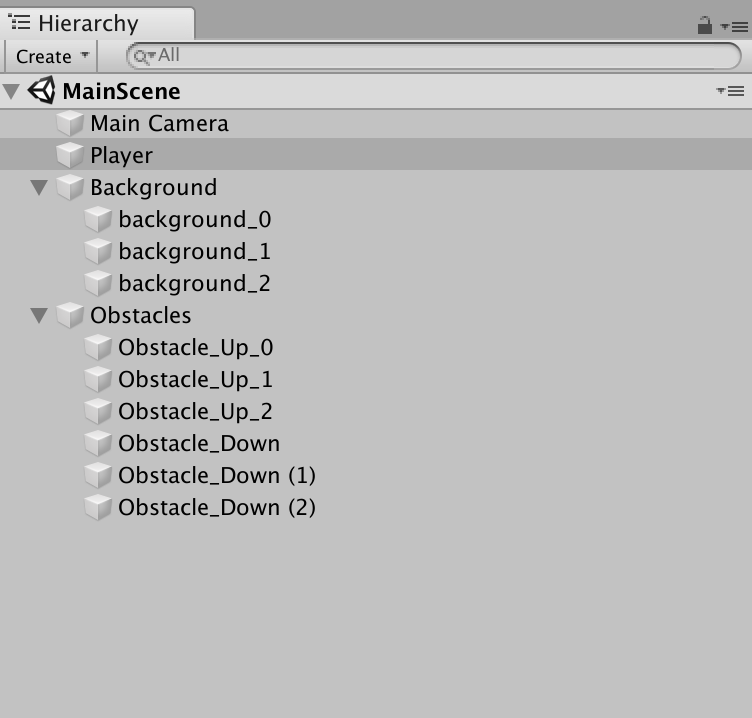 Hierarchy
Create
All
MainScene
Main Camera
Player
Background
background_0
background_1
background_2
Obstacles
Obstacle_Up_0
Obstacle_Up_1
Obstacle_Up_2
Obstacle_Down
Obstacle_Down (1)
Obstacle_Down (2)